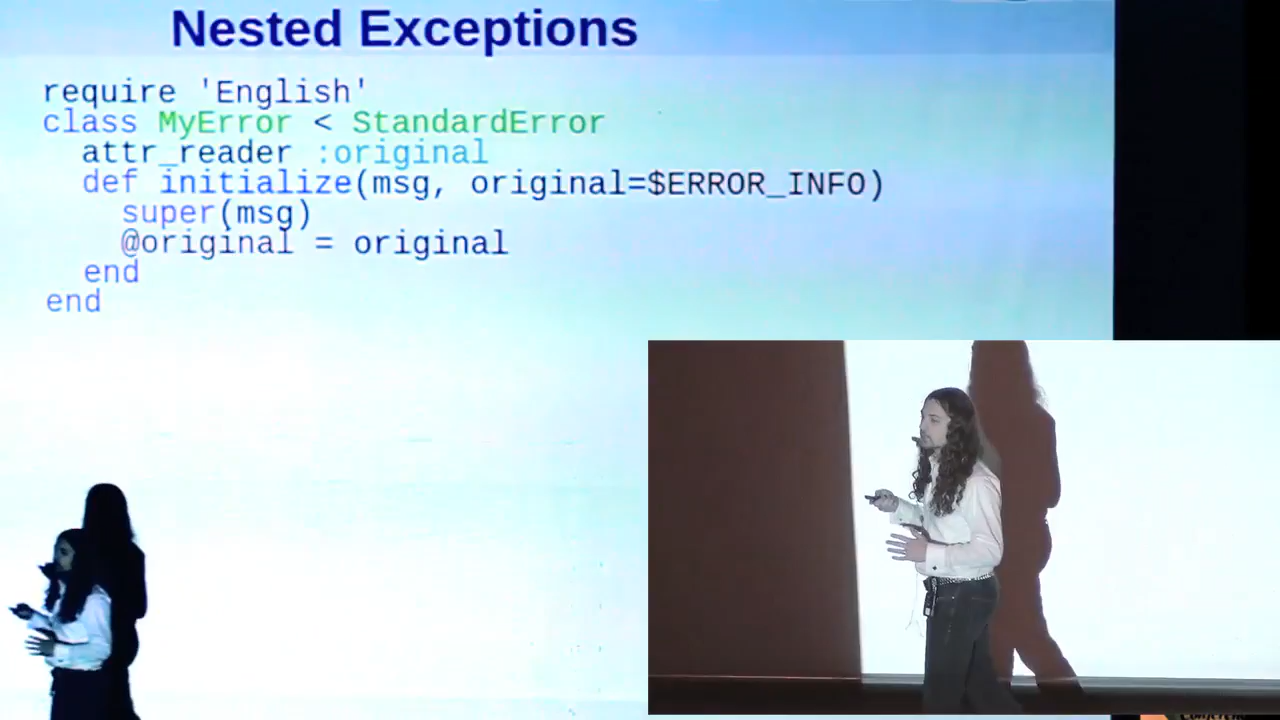 Nested Exceptions
require 'English'
class MyError < StandardError
  attr_reader :original
  def initialize(msg, original=$ERROR_INFO)
    super(msg)
    @original = original
  end
end